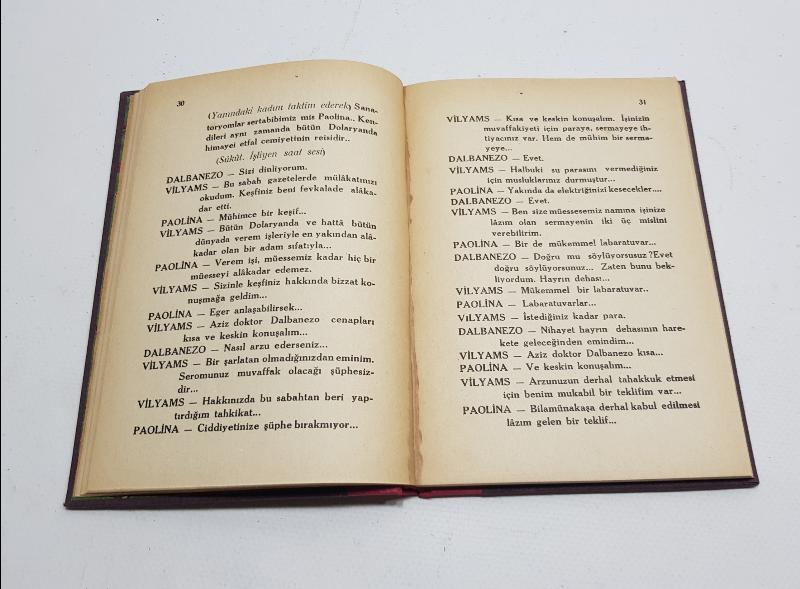 30
(Yanındaki kadını taktim ederek) Sana-
toryomlar sertabibimiz mis Paolina.. Ken-
dileri aynı zamanda bütün Dolaryanda
himayei etfal cemiyetinin reisidir..
(Sükût. İşliyen saat sesi)
DALBANEZO — Sizi dinliyorum.
VİLYAMS — Bu sabah gazetelerde mülâkatınızı
okudum. Keşfiniz beni fevkalade alâka-
dar etti.
PAOLİNA — Mühimce bir keşif...
VİLYAMS — Bütün Dolaryanda ve hattâ bütün
dünyada verem işleriyle en yakından alâ-
kadar olan bir adam sıfatıyla...
PAOLİNA — Verem işi, müessemiz kadar hiç bir
müesseyi alâkadar edemez.
VİLYAMS — Sizinle keşfiniz hakkında bizzat ko-
nuşmağa geldim...
PAOLİNA — Eger anlaşabilirsek...
VİLYAMS — Aziz doktor Dalbanezo cenapları
kısa ve keskin konuşalım...
DALBANEZO — Nasıl arzu ederseniz...
VİLYAMS — Bir şarlatan olmadığınızdan eminim.
Seromunuz muvaffak olacağı şüphesiz-
dir...
VİLYAMS — Hakkınızda bu sabahtan beri yap-
tırdığım tahkikat...
PAOLİNA — Ciddiyetinize şüphe bırakmıyor...
31
VİLYAMS — Kısa ve keskin konuşalım. İşinizin
muvaffakiyeti için paraya, sermayeye ih-
tiyacınız var. Hem de mühim bir serma-
yeye...
DALBANEZO — Evet.
VİLYAMS — Halbuki su parasını vermediğiniz
için musluklarınız durmuştur...
PAOLİNA — Yakında da elektriğinizi kesecekler....
DALBANEZO — Evet.
VİLYAMS — Ben size müessesemiz namına işinize
lâzım olan sermayenin iki üç mislini
verebilirim.
PAOLİNA — Bir de mükemmel labaratuvar...
DALBANEZO — Doğru mu söylüyorsusuz?Evet
doğru söylüyorsunuz... Zaten bunu bek-
liyordum. Hayrın dehası...
VİLYAMS — Mükemmel bir labaratuvar..
PAOLİNA — Labaratuvarlar...
VILYAMS — İstediğiniz kadar para.
DALBANEZO — Nihayet hayrın dehasının hare-
kete geleceğinden emindim...
VİLYAMS — Aziz doktor Dalbanezo kısa...
PAOLİNA — Ve keskin konuşalım...
VİLYAMS — Arzunuzun derhal tahakkuk etmesi
için benim mukabil bir teklifim var...
PAOLİNA — Bilamünakaşa derhal kabul edilmesi
lâzım gelen bir teklif...